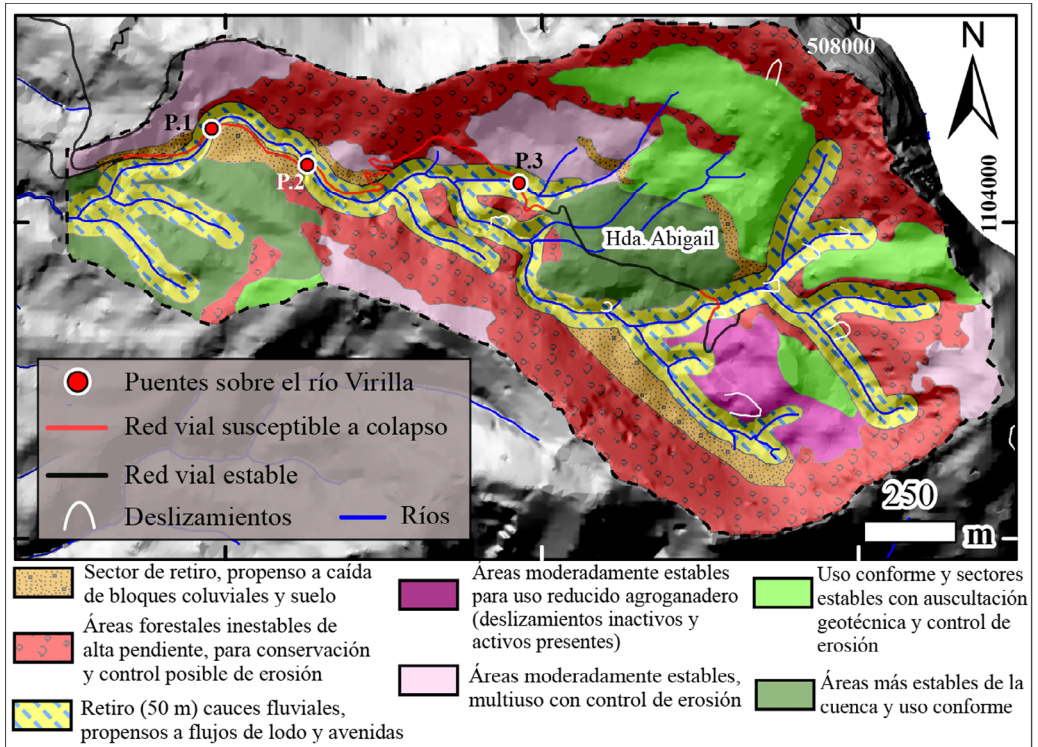 508000
N
P.1
P.2
P.3
1104000
Hda. Abigail
Puentes sobre el río Virilla
Red vial susceptible a colapso
Red vial estable
Deslizamientos
Ríos
250
m
Sector de retiro, propenso a caída
de bloques coluviales y suelo
Áreas forestales inestables de
alta pendiente, para conservación
y control posible de erosión
Retiro (50 m) cauces fluviales,
propensos a flujos de lodo y avenidas
Áreas moderadamente estables
para uso reducido agroganadero
(deslizamientos inactivos y
activos presentes)
Áreas moderadamente estables,
multiuso con control de erosión
Uso conforme y sectores
estables con auscultación
geotécnica y control de
erosión
Áreas más estables de la
cuenca y uso conforme